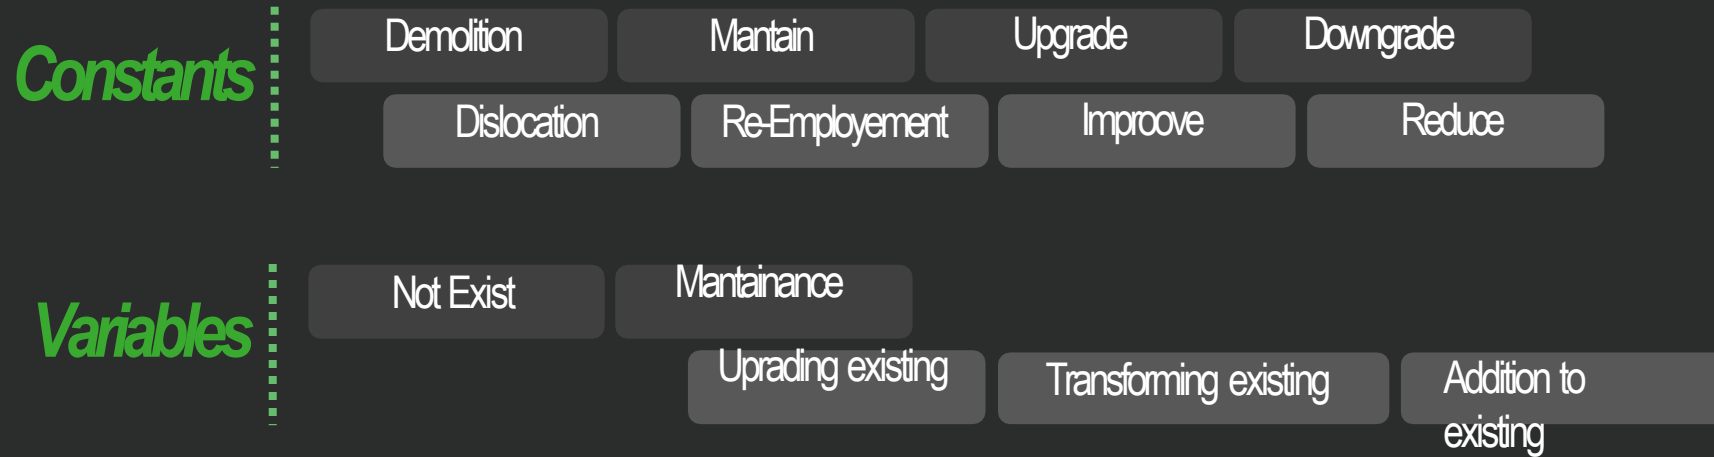 Constants
Demolition
Mantain
Upgrade
Downgrade
Dislocation
Re-Employement
Improove
Reduce
Variables
Not Exist
Mantainance
Uprading existing
Transforming existing
Addition to
existing